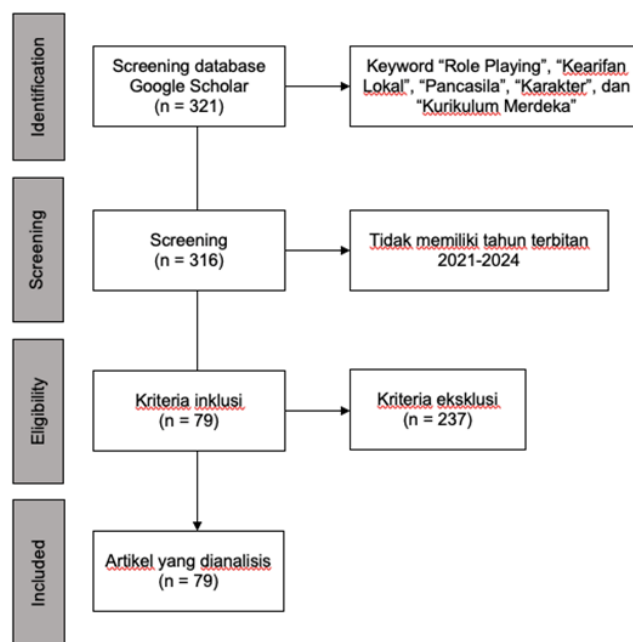 Identification
Screening database
Google Scholar
(n = 321)
Keyword “Role Playing”, “Kearifan
Lokal”, “Pancasila”, “Karakter”, dan
“Kurikulum Merdeka”
Screening
Screening
(n = 316)
Tidak memiliki tahun terbitan
2021-2024
Eligibility
Kriteria inklusi
(n = 79)
Kriteria eksklusi
(n = 237)
Included
Artikel yang dianalisis
(n = 79)